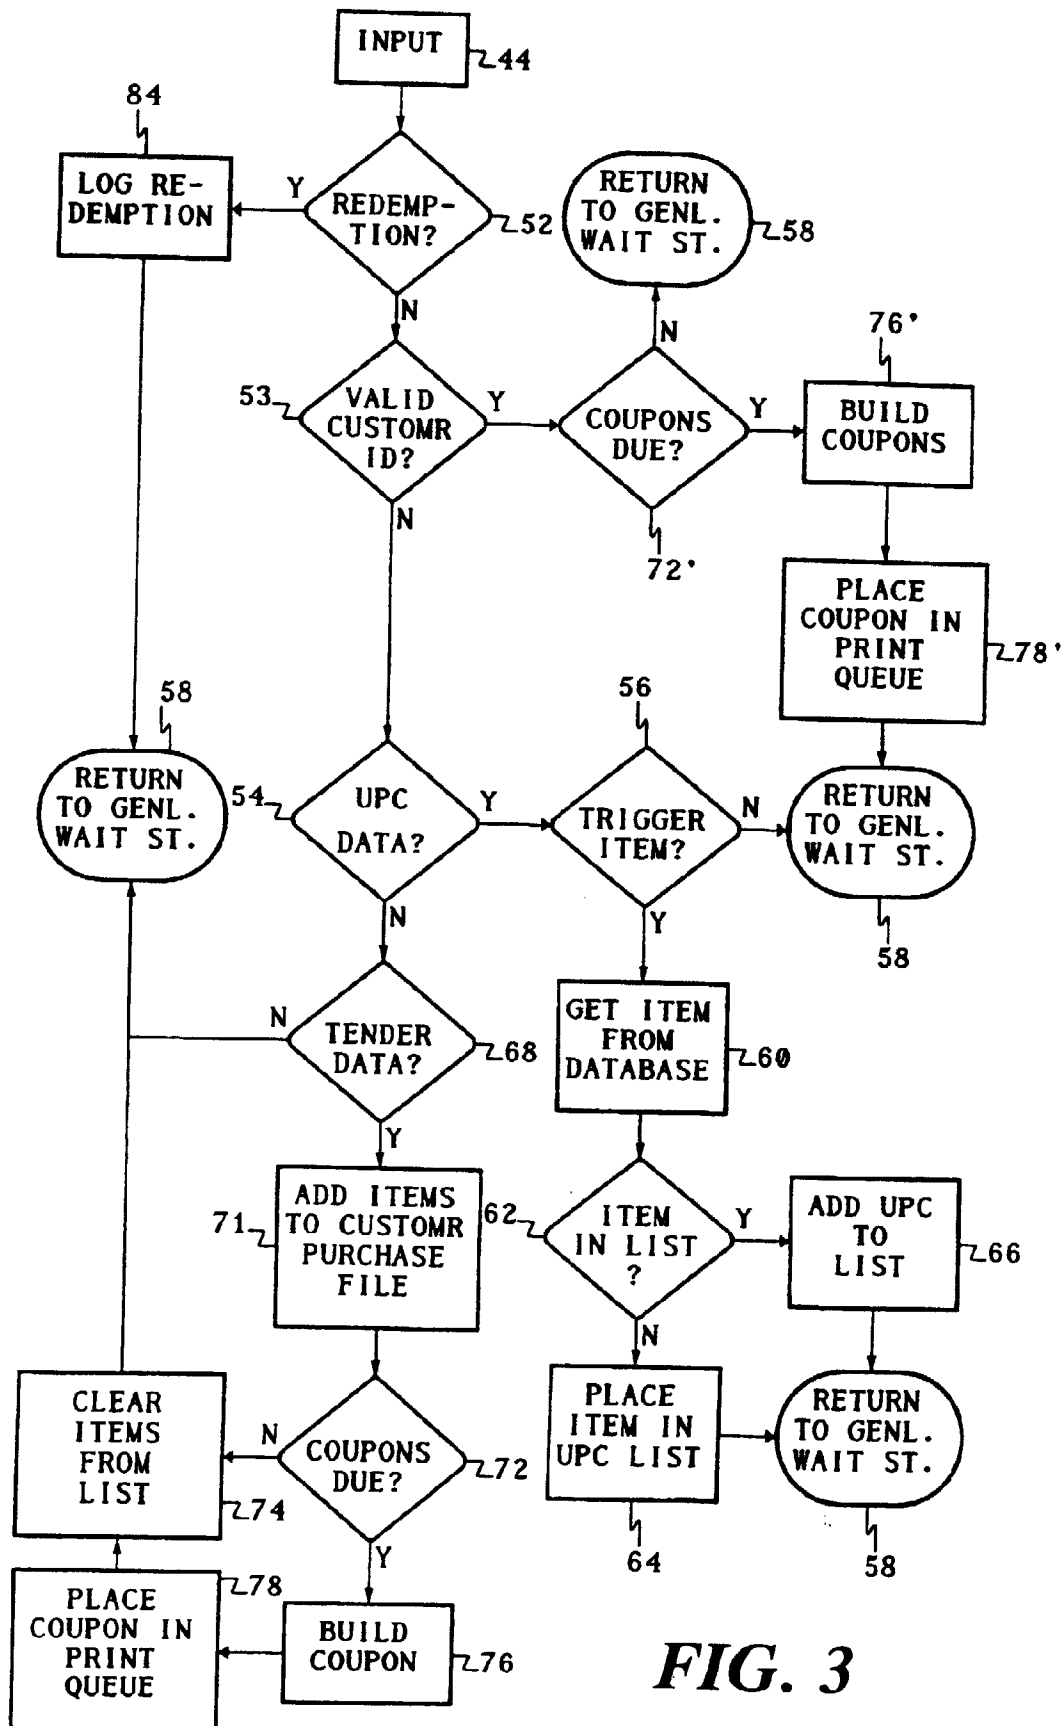 INPUT
44
84
LOG RE-
DEMPTION
Y
REDEMP-
TION?
52
N
RETURN
TO GENL.
WAIT ST.
58
N
53
VALID
CUSTOMR
ID?
Y
N
COUPONS
DUE?
72'
Y
76'
BUILD
COUPONS
PLACE
COUPON IN
PRINT
QUEUE
78'
58
RETURN
TO GENL.
WAIT ST.
54
UPC
DATA?
Y
N
56
TRIGGER
ITEM?
N
Y
RETURN
TO GENL.
WAIT ST.
58
N
TENDER
DATA?
68
Y
GET ITEM
FROM
DATABASE
60
71
ADD ITEMS
TO CUSTOMR
PURCHASE
FILE
62
ITEM
IN LIST
?
Y
N
ADD UPC
TO
LIST
66
CLEAR
ITEMS
FROM
LIST
74
N
COUPONS
DUE?
72
Y
PLACE
ITEM IN
UPC LIST
64
RETURN
TO GENL.
WAIT ST.
58
78
PLACE
COUPON IN
PRINT
QUEUE
BUILD
COUPON
76
FIG. 3